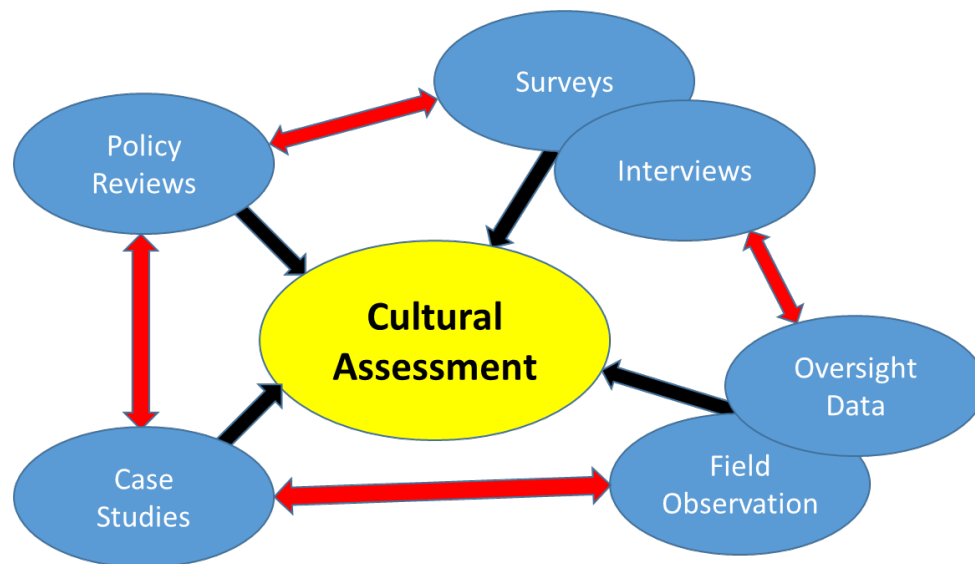 Surveys
Policy
Reviews
Interviews
Cultural
Assessment
Oversight
Data
Case
Studies
Field
Observation